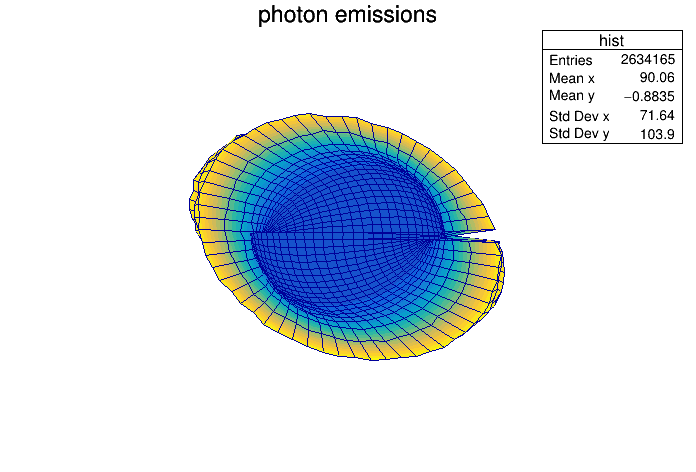 photon emissions
hist
Entries 2634165
Mean x 90.06
Mean y −0.8835
Std Dev x 71.64
Std Dev y 103.9